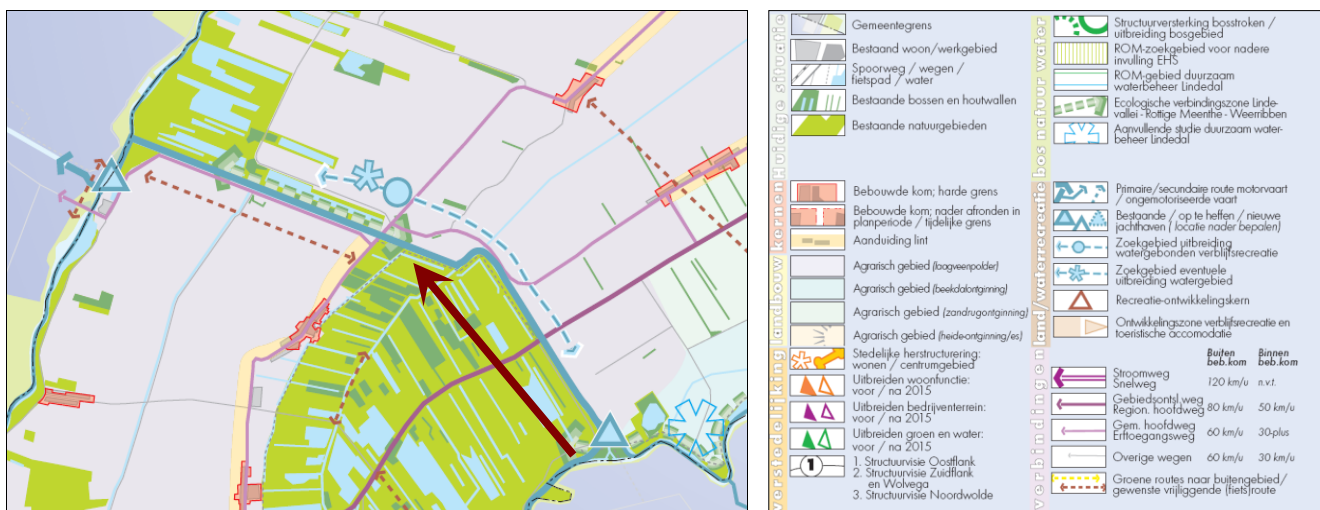 Huidige situatie
Gemeentegrens
Bestaand woon/werkgebied
Spoorweg / wegen /
fietspad / water
Bestaande bossen en houtwallen
Bestaande natuurgebieden
kernen
Bebouwde kom; harde grens
Bebouwde kom; nader afronden in
planperiode / tijdelijke grens
Aanduiding lint
landbouw
Agrarisch gebied (laagveenpolder)
Agrarisch gebied (beekdalontginning)
Agrarisch gebied (zandrugontginning)
Agrarisch gebied (heideontginning/es)
verstedelijking
Stedelijke herstructurering:
wonen / centrumgebied
Uitbreiden woonfunctie:
voor / na 2015
Uitbreiden bedrijventerrein:
voor / na 2015
Uitbreiden groen en water:
voor / na 2015
1
1. Structuurvisie Oostflank
2. Structuurvisie Zuidflank
en Wolvega
3. Structuurvisie Noordwolde
bos natuur water
Structuurversterking bosstroken /
uitbreiding bosgebied
ROM-zoekgebied voor nadere
invulling EHS
ROM-gebied duurzaam
waterbeheer Lindedal
Ecologische verbindingszone Linde-
vallei - Rottige Meenthe - Weerribben
Aanvullende studie duurzaam water-
beheer Lindedal
land/waterrecreatie
Primaire/secundaire route motorvaart
/ ongemotoriseerde vaart
Bestaande / op te heffen / nieuwe
jachthaven (locatie nader bepalen)
Zoekgebied uitbreiding
watergebonden verblijfsrecreatie
Zoekgebied eventuele
uitbreiding watergebied
Recreatie-ontwikkelingskern
Ontwikkelingszone verblijfsrecreatie en
toeristische accomodatie
verbindingen
Buiten Binnen
beb.kom beb.kom
Stroomweg
Snelweg 120 km/u n.v.t.
Gebiedsontsl.weg
Region. hoofdweg 80 km/u 50 km/u
Gem. hoofdweg
Erftoegangsweg 60 km/u 30-plus
Overige wegen 60 km/u 30 km/u
Groene routes naar buitengebied/
gewenste vrijliggende (fiets)route